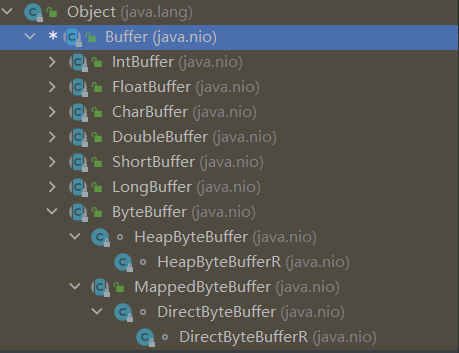 Object (java.lang)
* Buffer (java.nio)
IntBuffer (java.nio)
FloatBuffer (java.nio)
CharBuffer (java.nio)
DoubleBuffer (java.nio)
ShortBuffer (java.nio)
LongBuffer (java.nio)
ByteBuffer (java.nio)
HeapByteBuffer (java.nio)
HeapByteBufferR (java.nio)
MappedByteBuffer (java.nio)
DirectByteBuffer (java.nio)
DirectByteBufferR (java.nio)